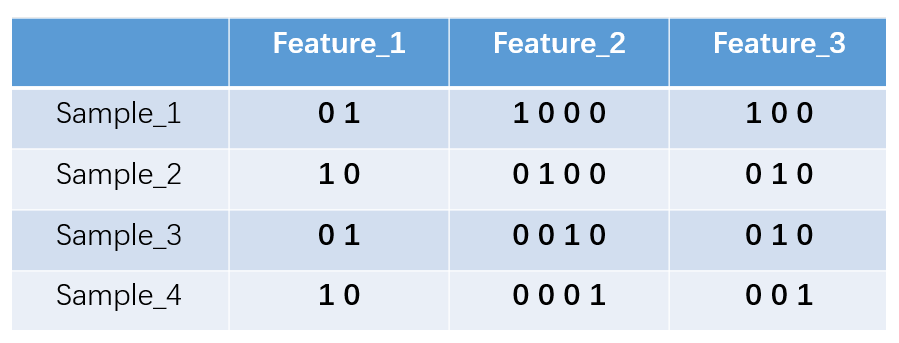 Feature_1 Feature_2 Feature_3
Sample_1 0 1 1 0 0 0 1 0 0
Sample_2 1 0 0 1 0 0 0 1 0
Sample_3 0 1 0 0 1 0 0 1 0
Sample_4 1 0 0 0 0 1 0 0 1